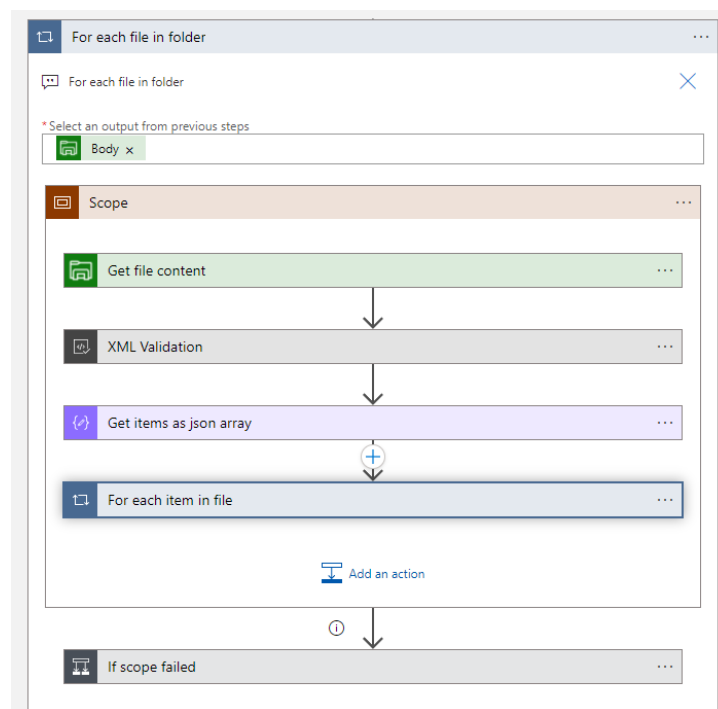 For each file in folder
For each file in folder
* Select an output from previous steps
Body ×
Scope
Get file content
XML Validation
Get items as json array
For each item in file
Add an action
If scope failed